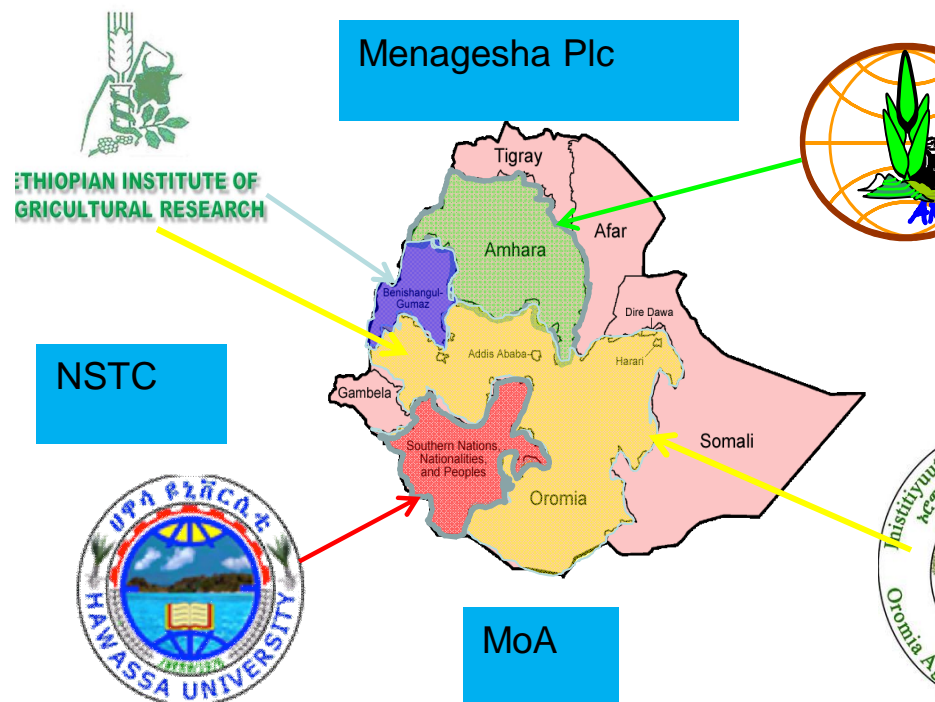 Menagesha Plc
ETHIOPIAN INSTITUTE OF
GRICULTURAL RESEARCH
Tigray
Afar
Amhara
Benishangul-
Gumaz
Dire Dawa
Addis Ababa
Harari
NSTC
Gambela
Somali
Southern Nations,
Nationalities,
and Peoples
Oromia
ሀዋሳ ዩኒቨርሲቲ
HAWASSA UNIVERSITY
MoA
Oromia Ag